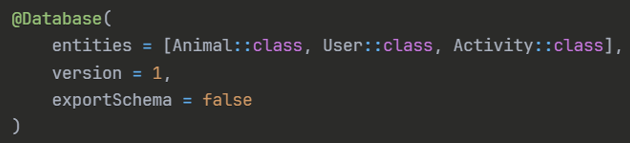 @Database(
    entities = [Animal::class, User::class, Activity::class],
    version = 1,
    exportSchema = false
)